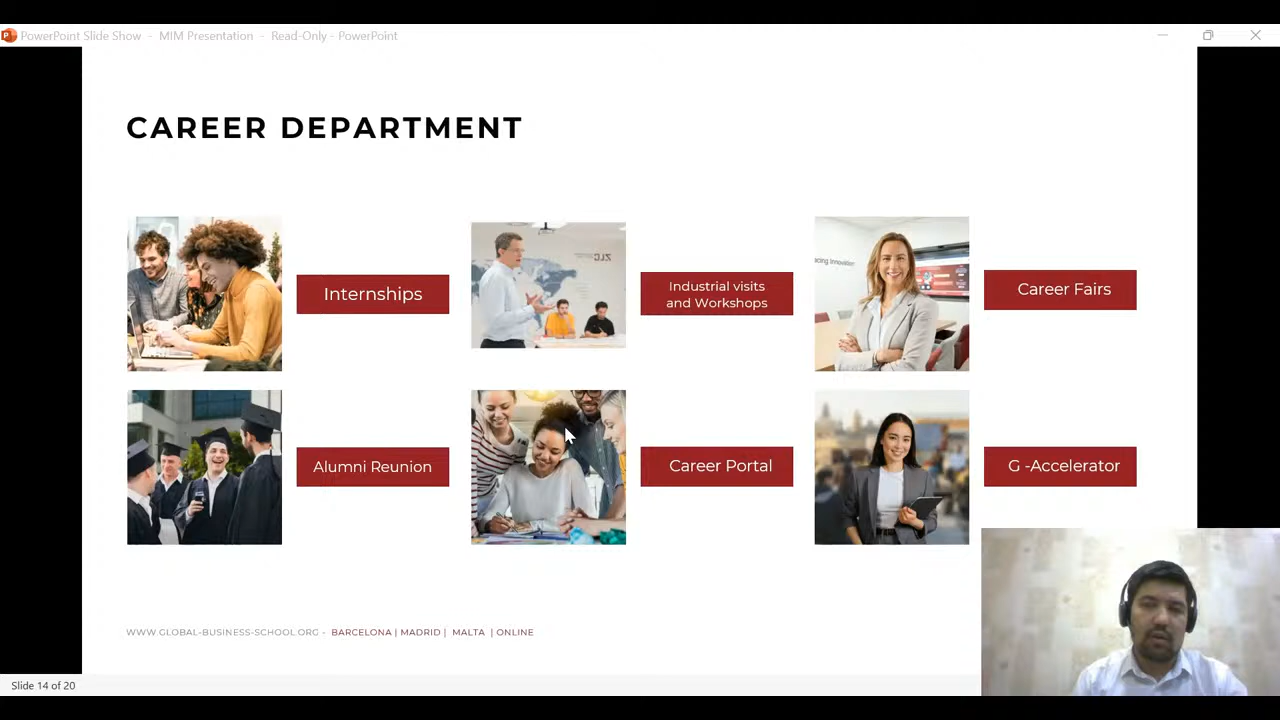 PowerPoint Slide Show - MIM Presentation - Read-Only - PowerPoint
CAREER DEPARTMENT
Internships
Industrial visits
and Workshops
Career Fairs
Alumni Reunion
Career Portal
G -Accelerator
WWW.GLOBAL-BUSINESS-SCHOOL.ORG - BARCELONA | MADRID | MALTA | ONLINE
Slide 14 of 20